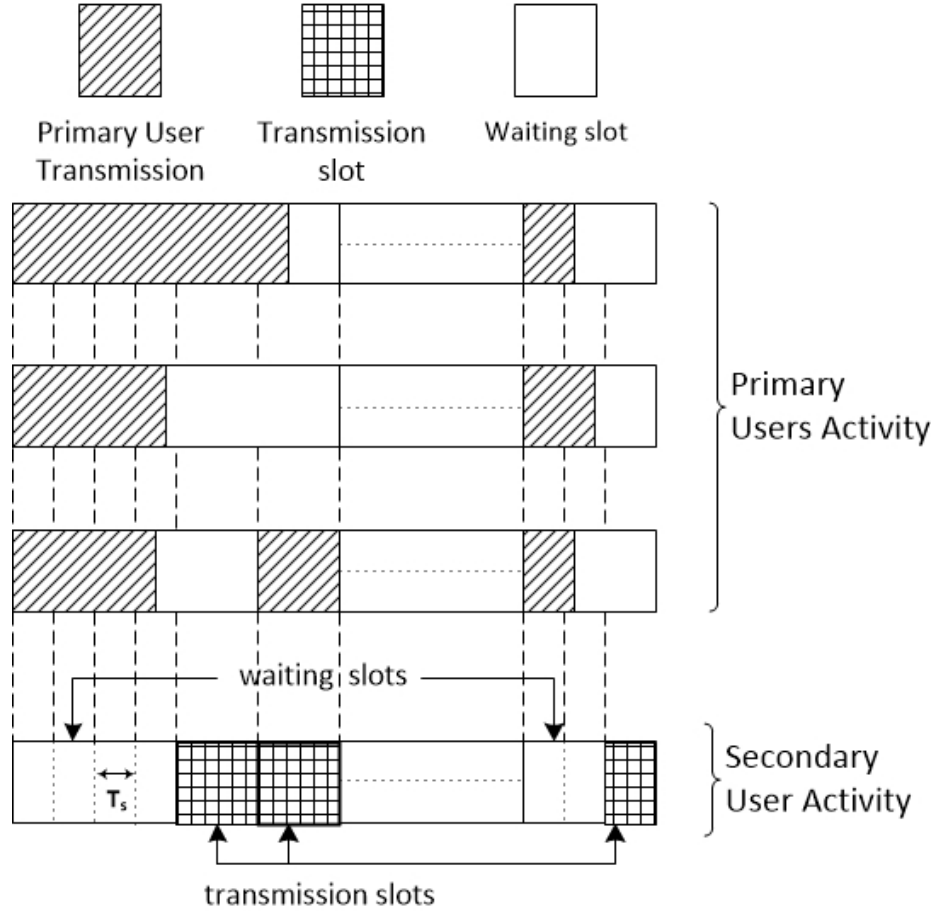 Primary User
Transmission
Transmission
slot
Waiting slot
Primary
Users Activity
waiting slots
Tₛ
Secondary
User Activity
transmission slots